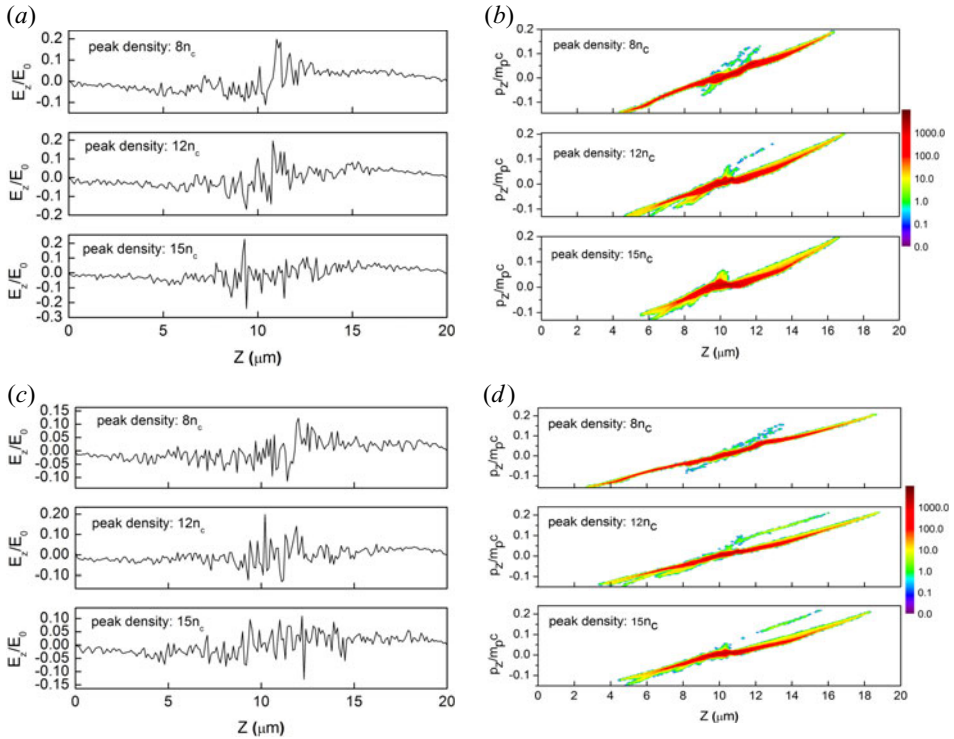 (a)
peak density: 8n_c
E_z/E_0
0.2
0.1
0.0
-0.1
peak density: 12n_c
E_z/E_0
0.2
0.1
0.0
-0.1
-0.2
peak density: 15n_c
E_z/E_0
0.2
0.1
0.0
-0.1
-0.2
-0.3
0 5 10 15 20
Z (μm)
(b)
peak density: 8n_c
p_z/m_pc
0.1
0.0
-0.1
peak density: 12n_c
p_z/m_pc
0.2
0.1
0.0
-0.1
peak density: 15n_c
p_z/m_pc
0.2
0.1
0.0
-0.1
0 2 4 6 8 10 12 14 16 18 20
Z (μm)
1000.0
100.0
10.0
1.0
0.1
0.0
(c)
peak density: 8n_c
E_z/E_0
0.15
0.10
0.05
0.00
-0.05
-0.10
peak density: 12n_c
E_z/E_0
0.20
0.10
0.00
-0.10
peak density: 15n_c
E_z/E_0
0.10
0.05
0.00
-0.05
-0.10
-0.15
0 5 10 15 20
Z (μm)
(d)
peak density: 8n_c
p_z/m_pc
0.2
0.1
0.0
-0.1
peak density: 12n_c
p_z/m_pc
0.2
0.1
0.0
-0.1
peak density: 15n_c
p_z/m_pc
0.2
0.1
0.0
-0.1
0 2 4 6 8 10 12 14 16 18 20
Z (μm)
1000.0
100.0
10.0
1.0
0.1
0.0